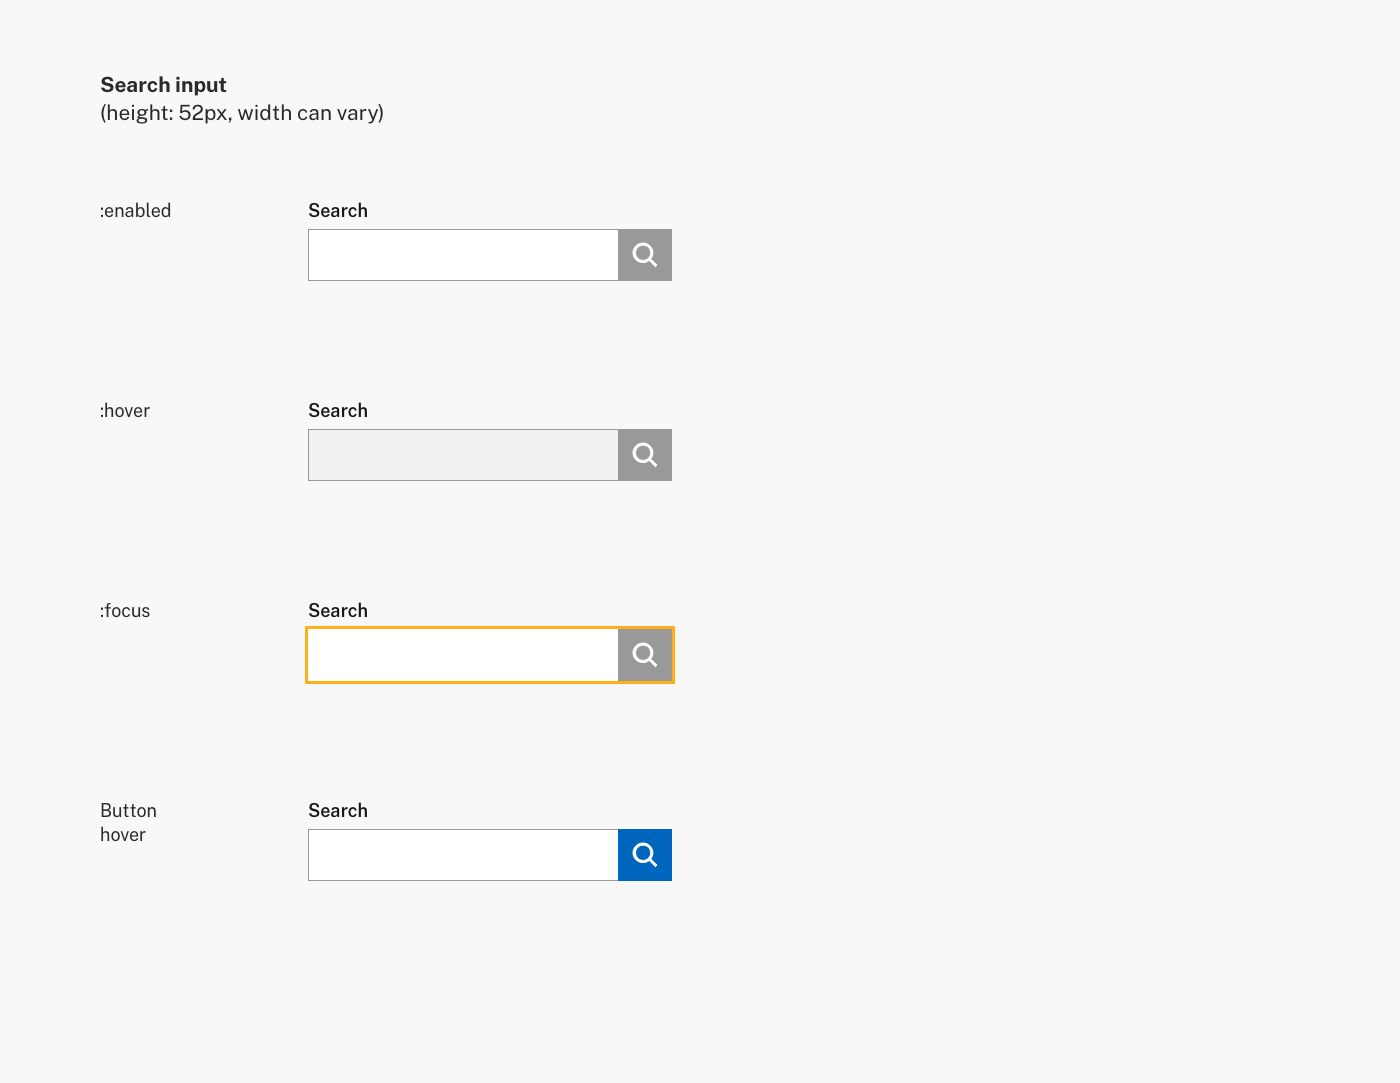 Search input
(height: 52px, width can vary)
:enabled
Search
:hover
Search
:focus
Search
Button
hover
Search